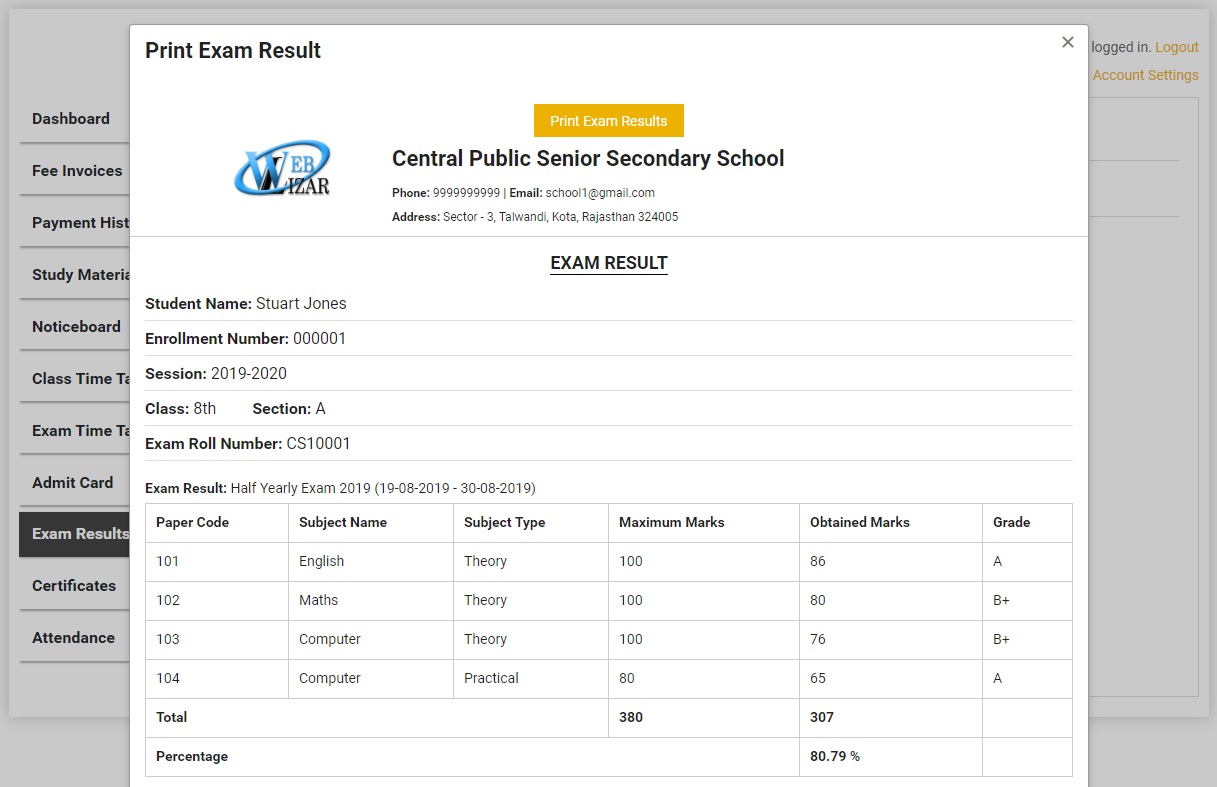 Print Exam Result
×
logged in. Logout
Account Settings
Dashboard
Fee Invoices
Payment Hist
Study Materia
Noticeboard
Class Time Ta
Exam Time Ta
Admit Card
Exam Results
Certificates
Attendance
Print Exam Results
WEB
WIZAR
Central Public Senior Secondary School
Phone: 9999999999 | Email: school1@gmail.com
Address: Sector - 3, Talwandi, Kota, Rajasthan 324005
EXAM RESULT
Student Name: Stuart Jones
Enrollment Number: 000001
Session: 2019-2020
Class: 8th Section: A
Exam Roll Number: CS10001
Exam Result: Half Yearly Exam 2019 (19-08-2019 - 30-08-2019)
Paper Code Subject Name Subject Type Maximum Marks Obtained Marks Grade
101 English Theory 100 86 A
102 Maths Theory 100 80 B+
103 Computer Theory 100 76 B+
104 Computer Practical 80 65 A
Total 380 307
Percentage 80.79 %